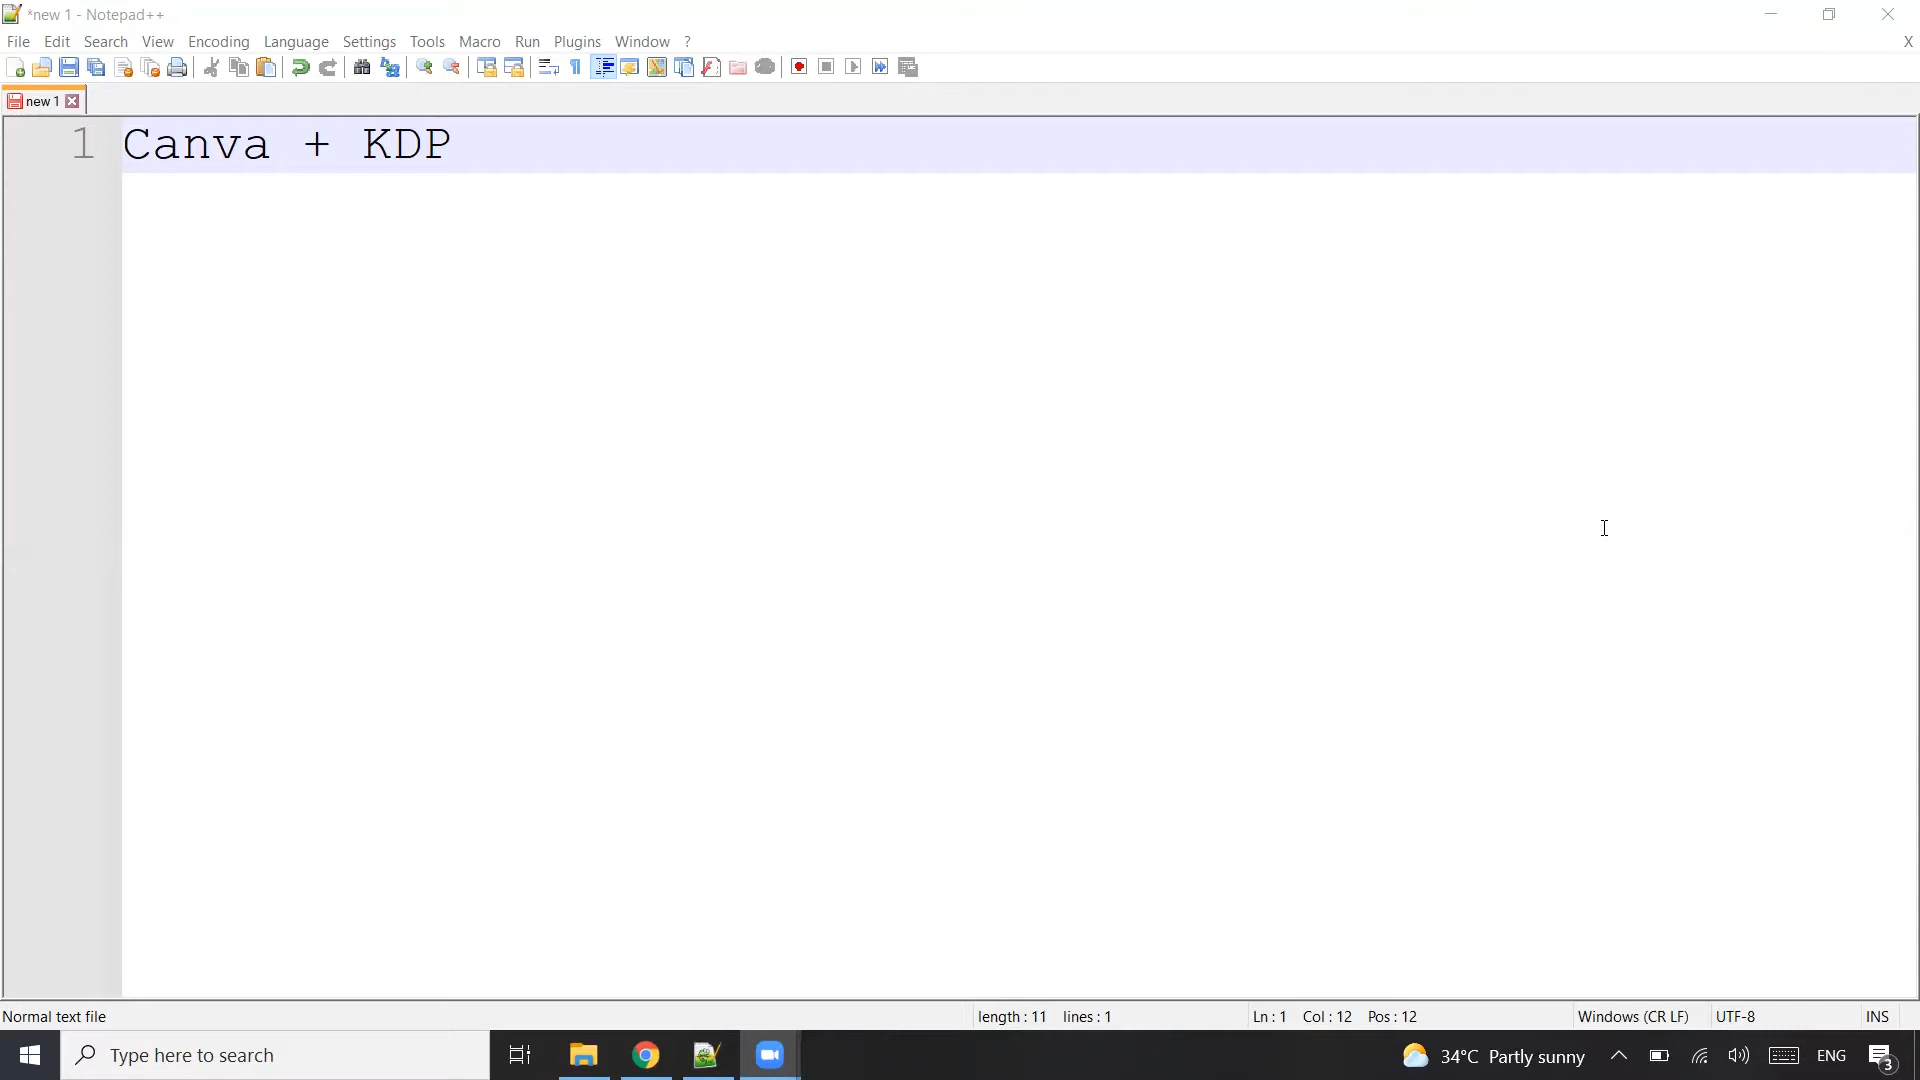 *new 1 - Notepad++
File Edit Search View Encoding Language Settings Tools Macro Run Plugins Window ? X
new 1
1 Canva + KDP
Normal text file length : 11 lines : 1 Ln : 1 Col : 12 Pos : 12 Windows (CR LF) UTF-8 INS
Type here to search 34°C Partly sunny ENG 3